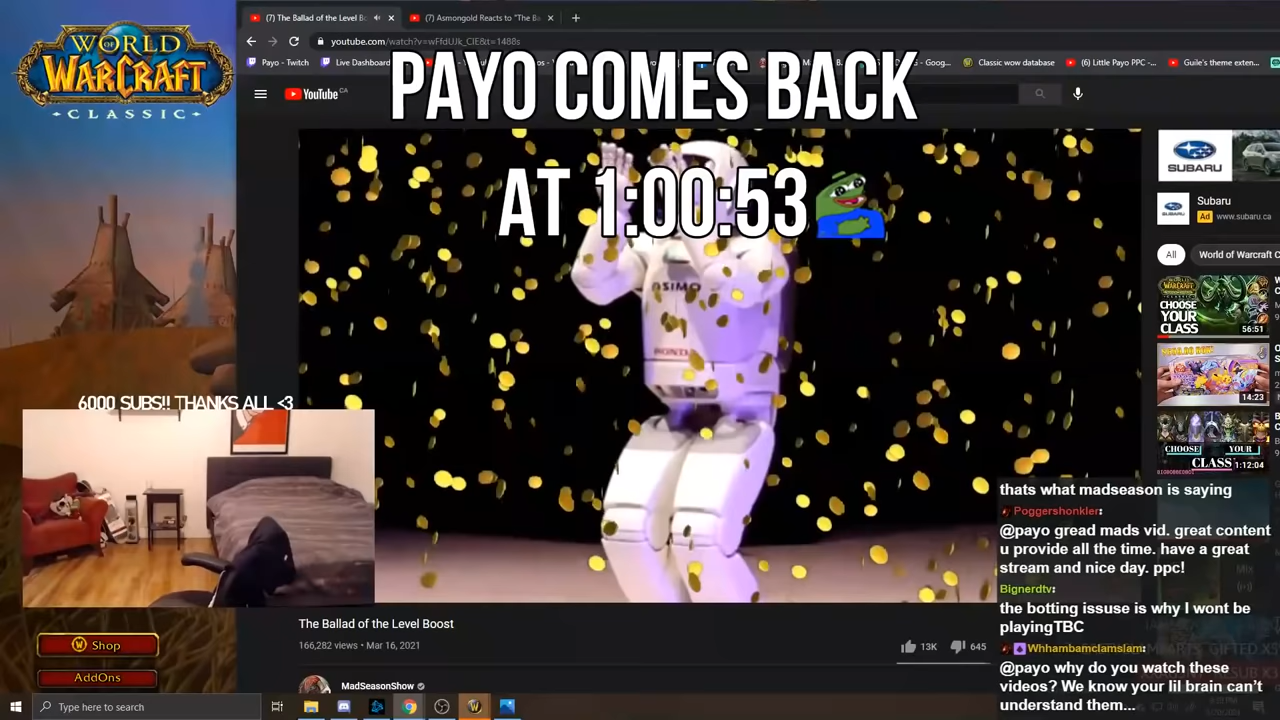 (7) The Ballad of the Level Bo
(7) Asmongold Reacts to "The Ba
youtube.com/watch?v=wFfdUJk_CIE&t=1488s
Payo - Twitch
Live Dashboard
Goog...
Classic wow database
(6) Little Payo PPC -...
Guile's theme exten...
WORLD OF WARCRAFT
CLASSIC
YouTube CA
PAYO COMES BACK
AT 1:00:53
ASIMO
HONDA
SUBARU
Subaru
Ad www.subaru.ca
All
World of Warcraft C
CHOOSE
YOUR
CLASS
56:51
14:23
CHOOSE YOUR
CLASS
1:12:04
6000 SUBS!! THANKS ALL <3
thats what madseason is saying
Poggershonkler:
@payo gread mads vid. great content
u provide all the time. have a great
stream and nice day. ppc!
Bignerdtv:
the botting issuse is why I wont be
playingTBC
Whhambamclamslam:
@payo why do you watch these
videos? We know your lil brain can't
understand them...
The Ballad of the Level Boost
166,282 views • Mar 16, 2021
13K
645
MadSeasonShow
Shop
AddOns
Type here to search